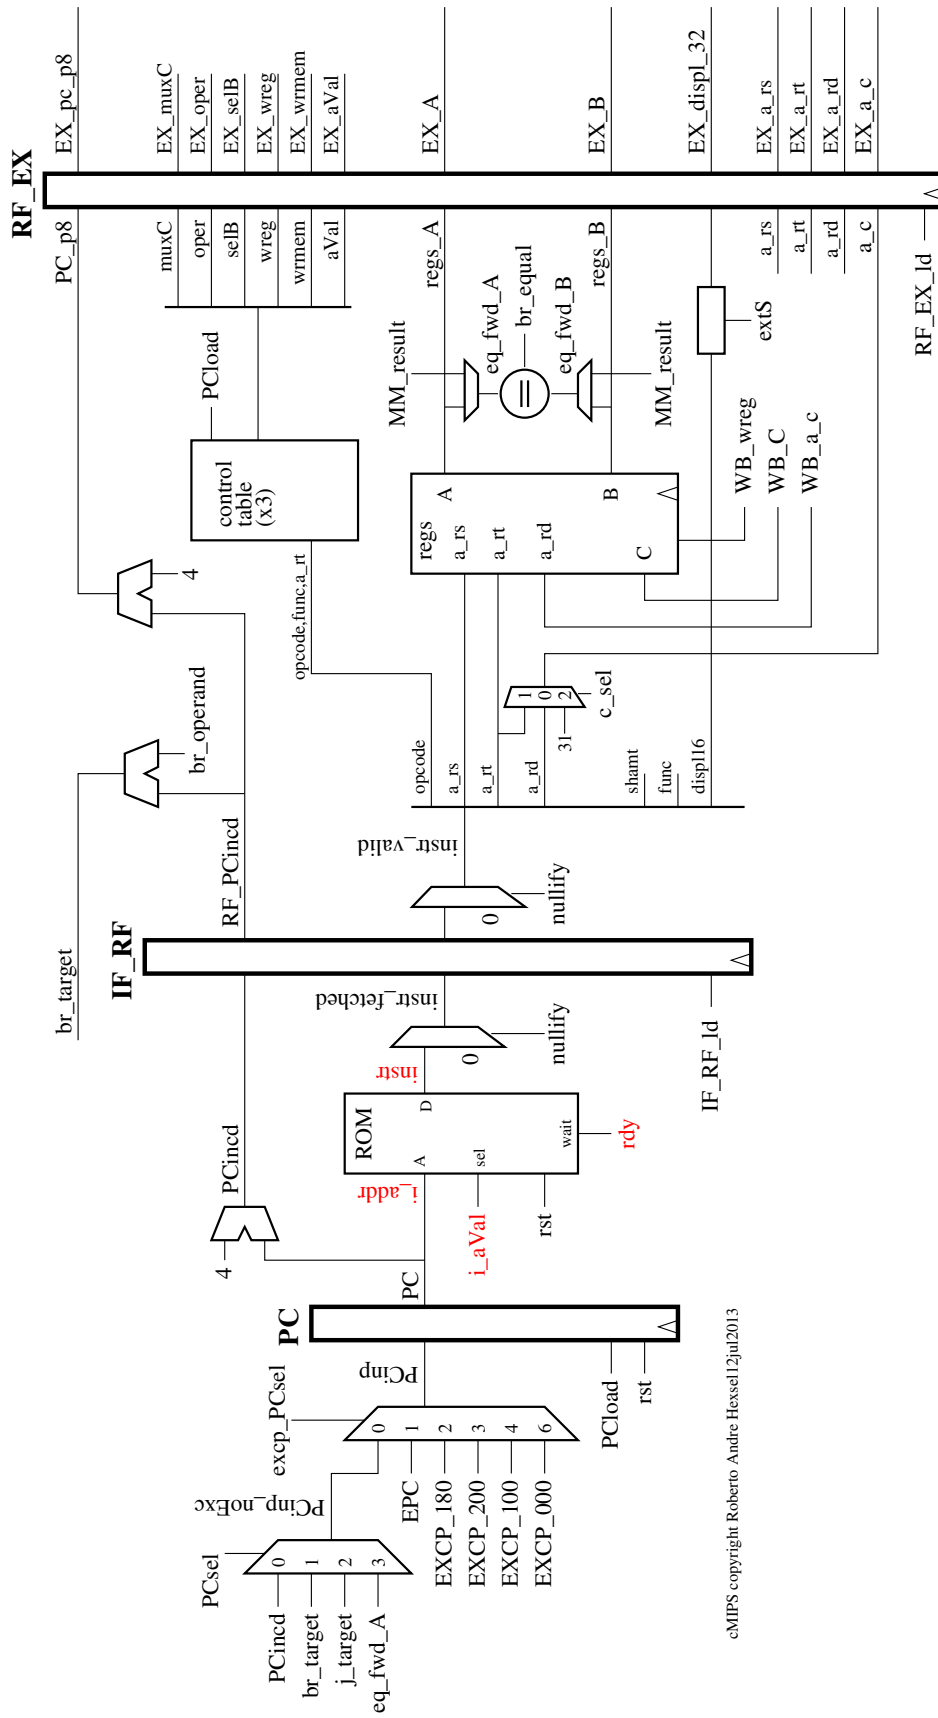 PCsel
PCincd
br_target
j_target
eq_fwd_A
0
1
2
3
PCinp_noExc
excp_PCsel
EPC
EXCP_180
EXCP_200
EXCP_100
EXCP_000
0
1
2
3
4
6
PCinp
PC
PCload
rst
PC
4
PCincd
i_addr
i_aVal
rst
ROM
A
D
sel
wait
rdy
instr
0
nullify
instr_fetched
IF_RF
IF_RF_ld
br_target
RF_PCincd
0
nullify
instr_valid
br_operand
4
opcode
a_rs
a_rt
a_rd
shamt
func
displ16
opcode,func,a_rt
31
1
0
2
c_sel
control
table
(x3)
PCload
regs
a_rs
a_rt
a_rd
C
A
B
WB_wreg
WB_C
WB_a_c
MM_result
eq_fwd_A
=
br_equal
eq_fwd_B
MM_result
extS
PC_p8
muxC
oper
selB
wreg
wrmem
aVal
regs_A
regs_B
a_rs
a_rt
a_rd
a_c
RF_EX_ld
RF_EX
EX_pc_p8
EX_muxC
EX_oper
EX_selB
EX_wreg
EX_wrmem
EX_aVal
EX_A
EX_B
EX_displ_32
EX_a_rs
EX_a_rt
EX_a_rd
EX_a_c
cMIPS copyright Roberto Andre Hexsel12jul2013